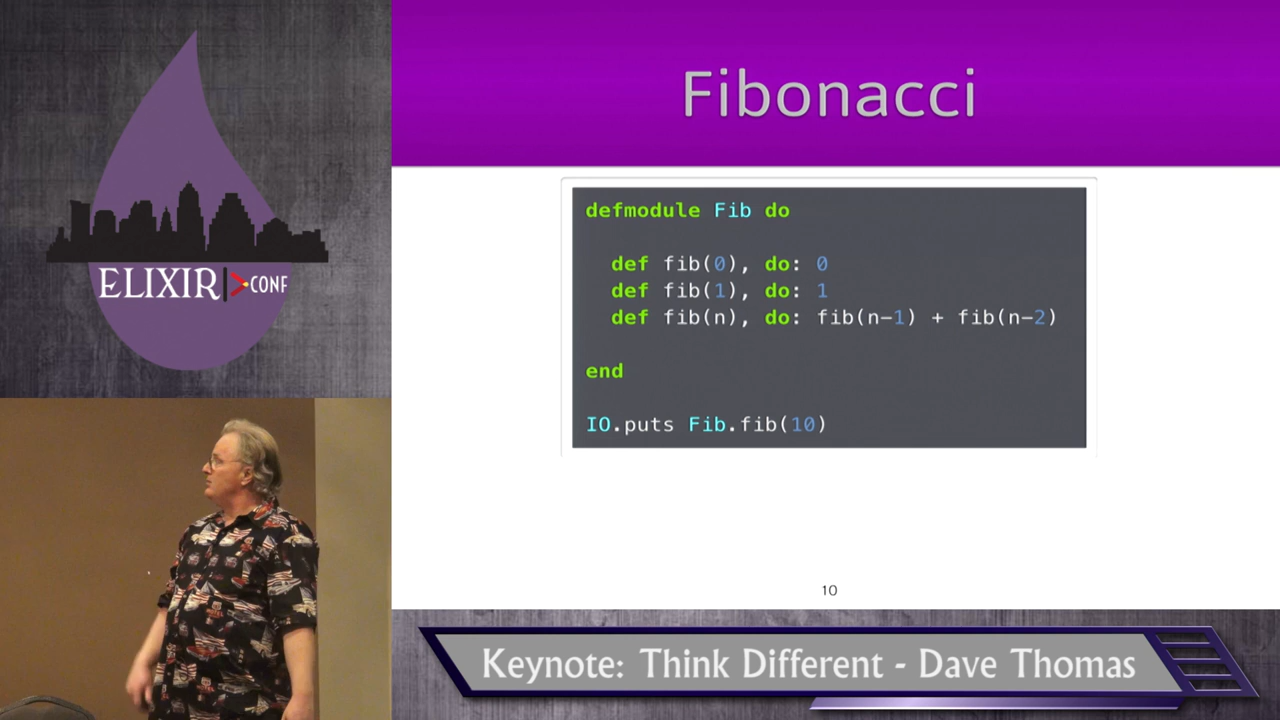 ELIXIR CONF
Fibonacci
defmodule Fib do
def fib(0), do: 0
def fib(1), do: 1
def fib(n), do: fib(n-1) + fib(n-2)
end
IO.puts Fib.fib(10)
10
Keynote: Think Different - Dave Thomas